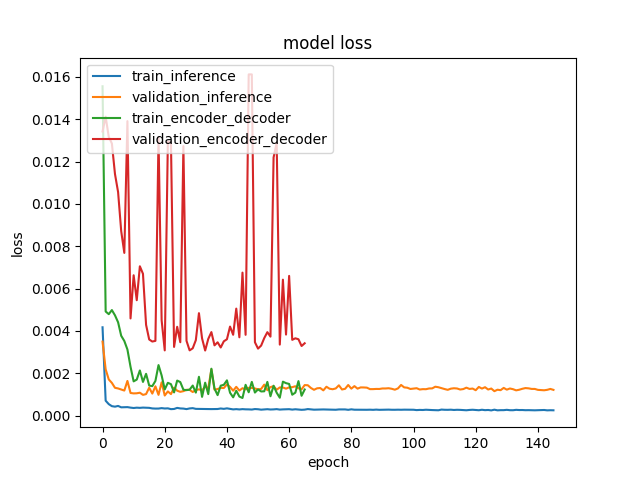 model loss
train_inference
validation_inference
train_encoder_decoder
validation_encoder_decoder
0.016
0.014
0.012
0.010
0.008
0.006
0.004
0.002
0.000
loss
0 20 40 60 80 100 120 140
epoch